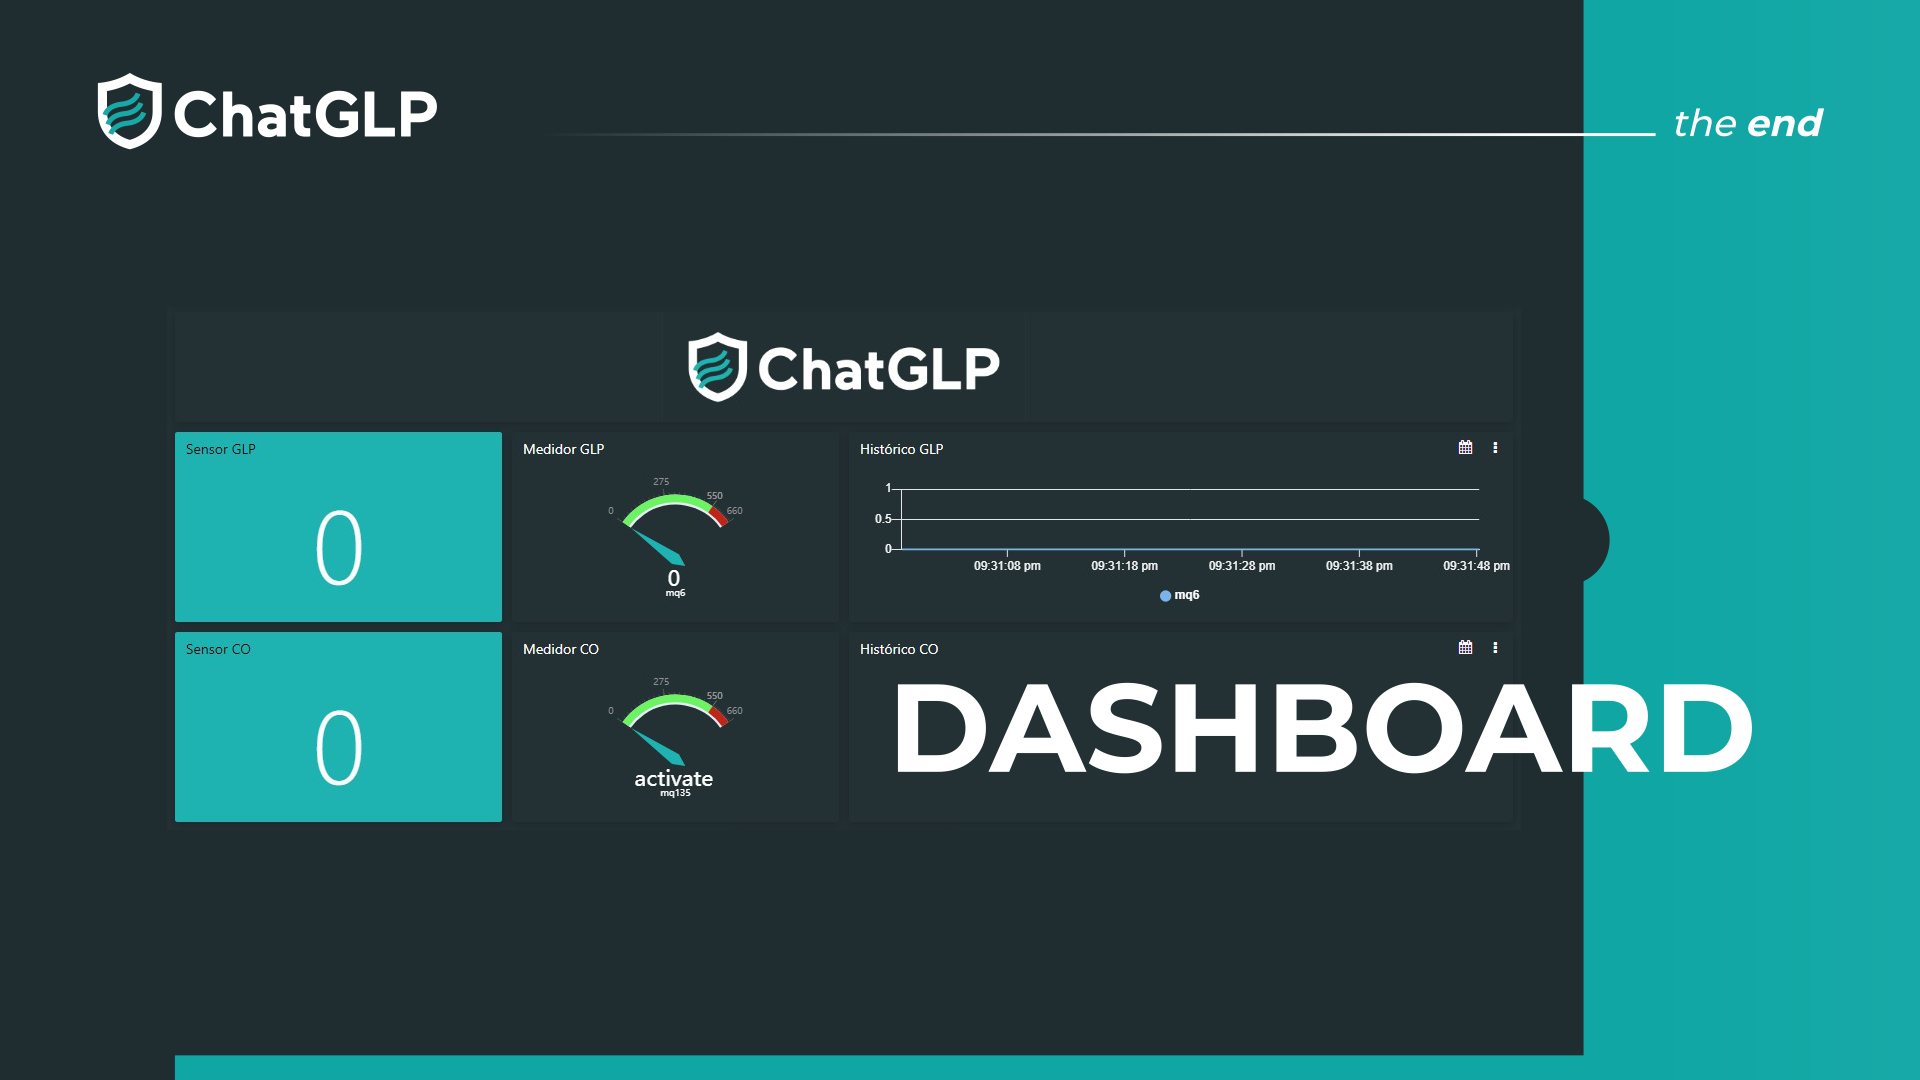 ChatGLP
the end
ChatGLP
Sensor GLP
0
Medidor GLP
0
275
550
660
0
mq6
Histórico GLP
1
0.5
0
09:31:08 pm 09:31:18 pm 09:31:28 pm 09:31:38 pm 09:31:48 pm
mq6
Sensor CO
0
Medidor CO
0
275
550
660
activate
mq135
Histórico CO
DASHBOARD